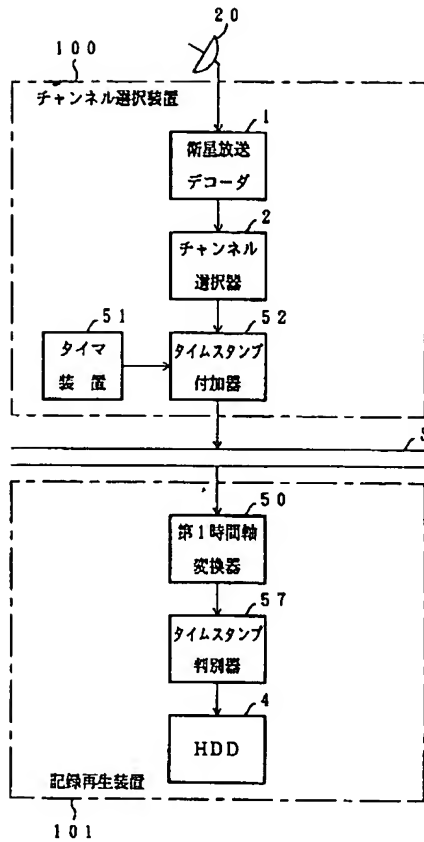 20
100
チャンネル選択装置
1
衛星放送
デコーダ
2
チャンネル
選択器
51
タイマ
装置
52
タイムスタンプ
付加器
50
第1時間軸
変換器
57
タイムスタンプ
判別器
4
HDD
記録再生装置
101